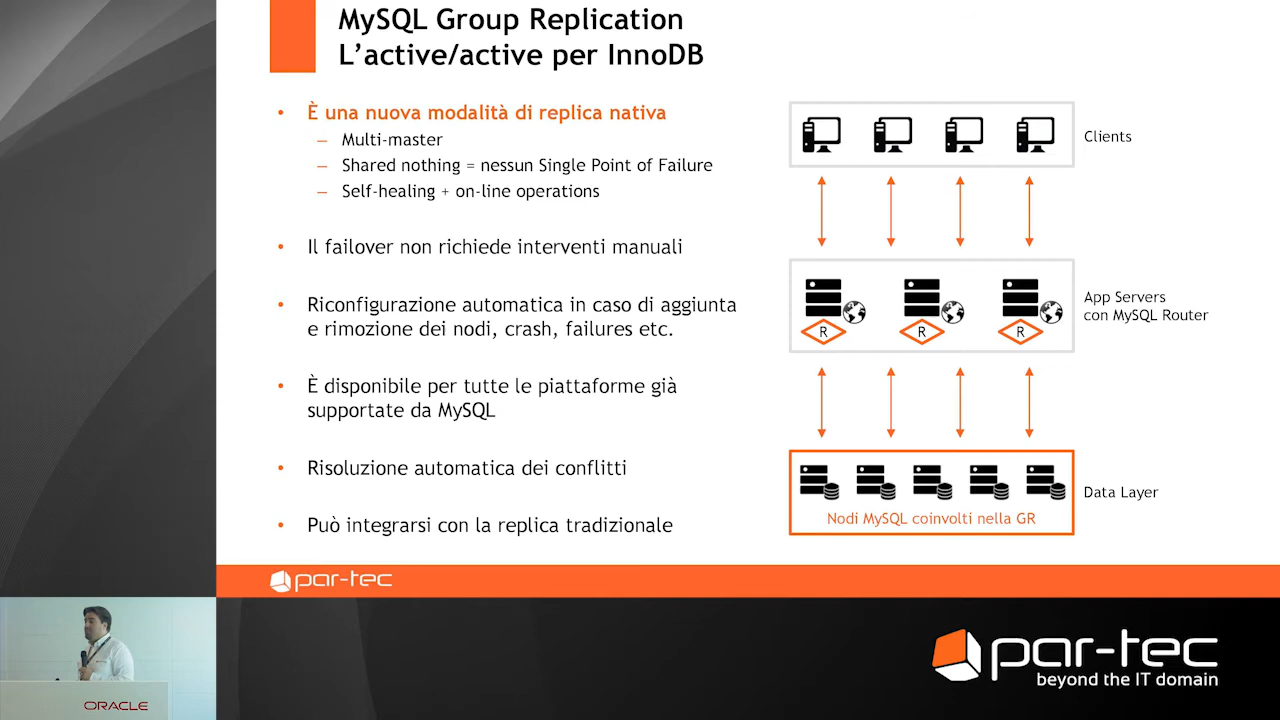 MySQL Group Replication
L'active/active per InnoDB
• È una nuova modalità di replica nativa
– Multi-master
– Shared nothing = nessun Single Point of Failure
– Self-healing + on-line operations
• Il failover non richiede interventi manuali
• Riconfigurazione automatica in caso di aggiunta
e rimozione dei nodi, crash, failures etc.
• È disponibile per tutte le piattaforme già
supportate da MySQL
• Risoluzione automatica dei conflitti
• Può integrarsi con la replica tradizionale
Clients
App Servers
con MySQL Router
R R R
Data Layer
Nodi MySQL coinvolti nella GR
par-tec
ORACLE
par-tec
beyond the IT domain